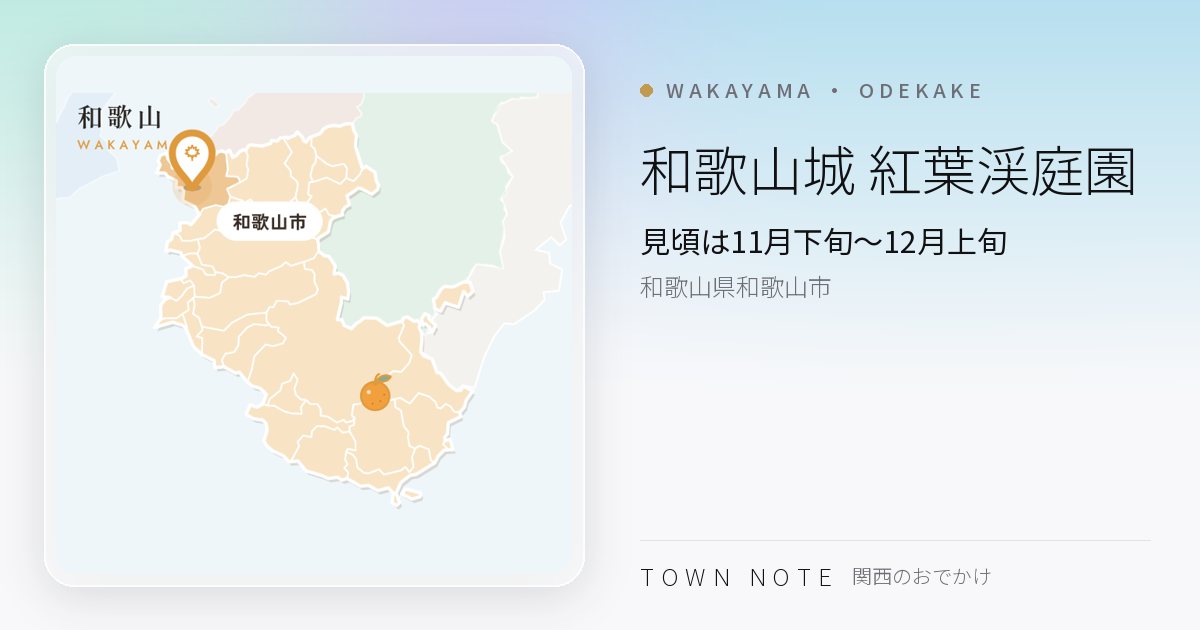 和歌山
WAKAYAM
和歌山市
WAKAYAMA • ODEKAKE
和歌山城 紅葉渓庭園
見頃は11月下旬〜12月上旬
和歌山県和歌山市
TOWN NOTE 関西のおでかけ